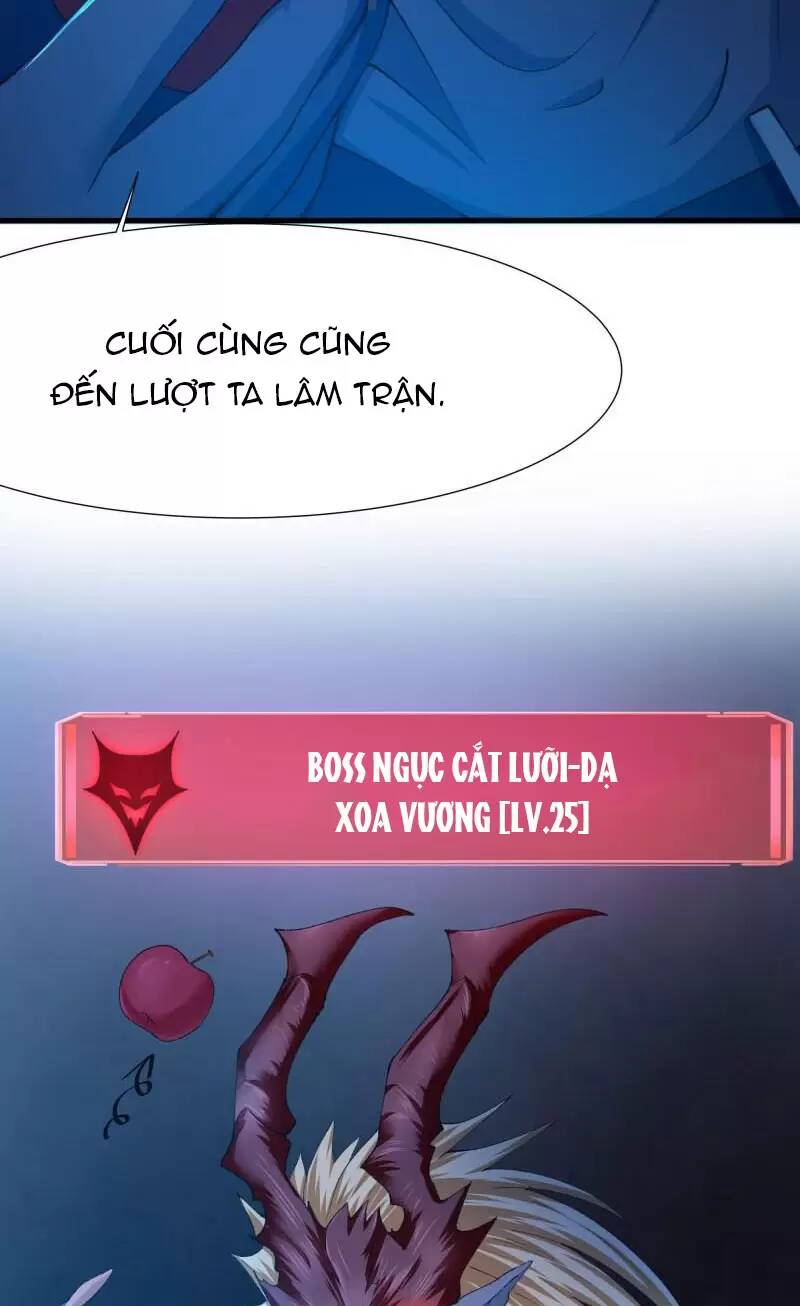 CUỐI CÙNG CŨNG
ĐẾN LƯỢT TA LÂM TRẬN.
BOSS NGỤC CẮT LƯỠI-DẠ
XOA VƯƠNG [LV.25]